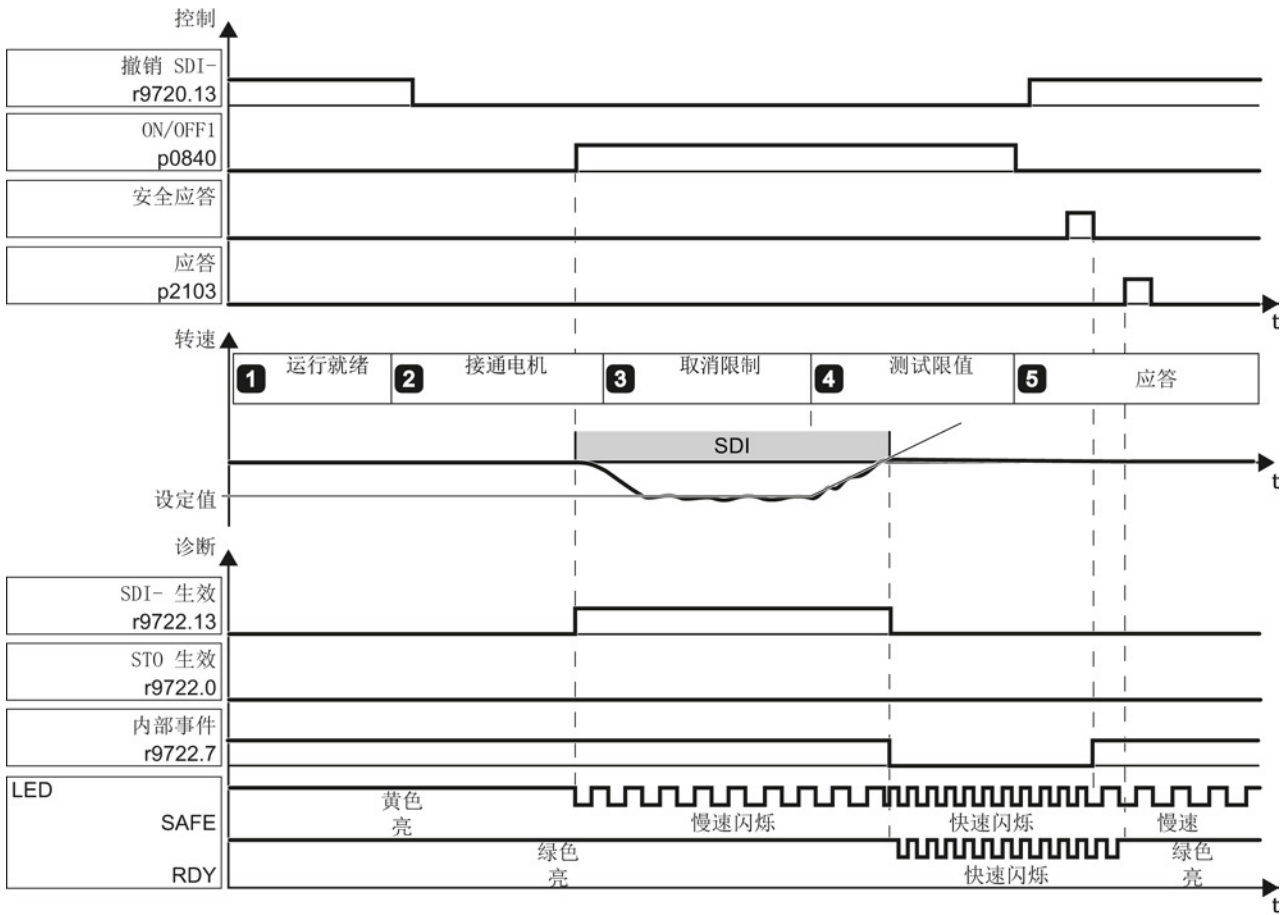 控制
撤销 SDI-
r9720.13
ON/OFF1
p0840
安全应答
应答
p2103
t
转速
1 运行就绪 2 接通电机 3 取消限制 4 测试限值 5 应答
SDI
t
设定值
诊断
SDI- 生效
r9722.13
STO 生效
r9722.0
内部事件
r9722.7
LED
SAFE
黄色
亮
慢速闪烁
快速闪烁
慢速
RDY
绿色
亮
快速闪烁
绿色
亮
t